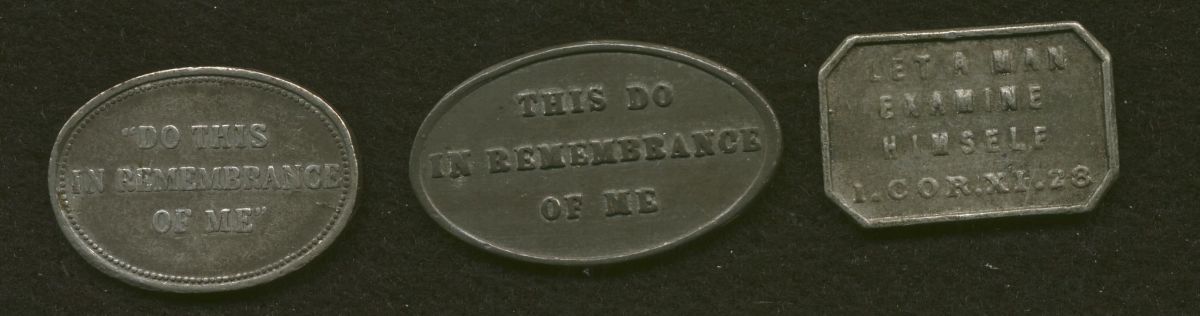 "DO THIS
IN REMEMBRANCE
OF ME"
THIS DO
IN REMEMBRANCE
OF ME
LET A MAN
EXAMINE
HIMSELF
1.COR.XI.28